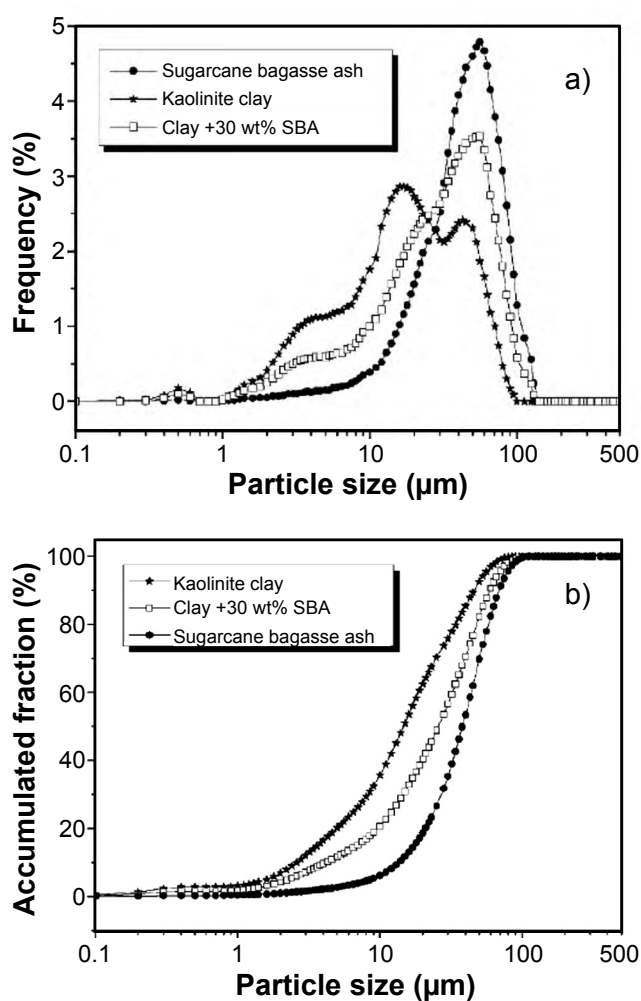 5
4
3
2
1
0
Frequency (%)
Sugarcane bagasse ash
Kaolinite clay
Clay +30 wt% SBA
a)
0.1 1 10 100 500
Particle size (µm)
100
80
60
40
20
0
Accumulated fraction (%)
Kaolinite clay
Clay +30 wt% SBA
Sugarcane bagasse ash
b)
0.1 1 10 100 500
Particle size (µm)